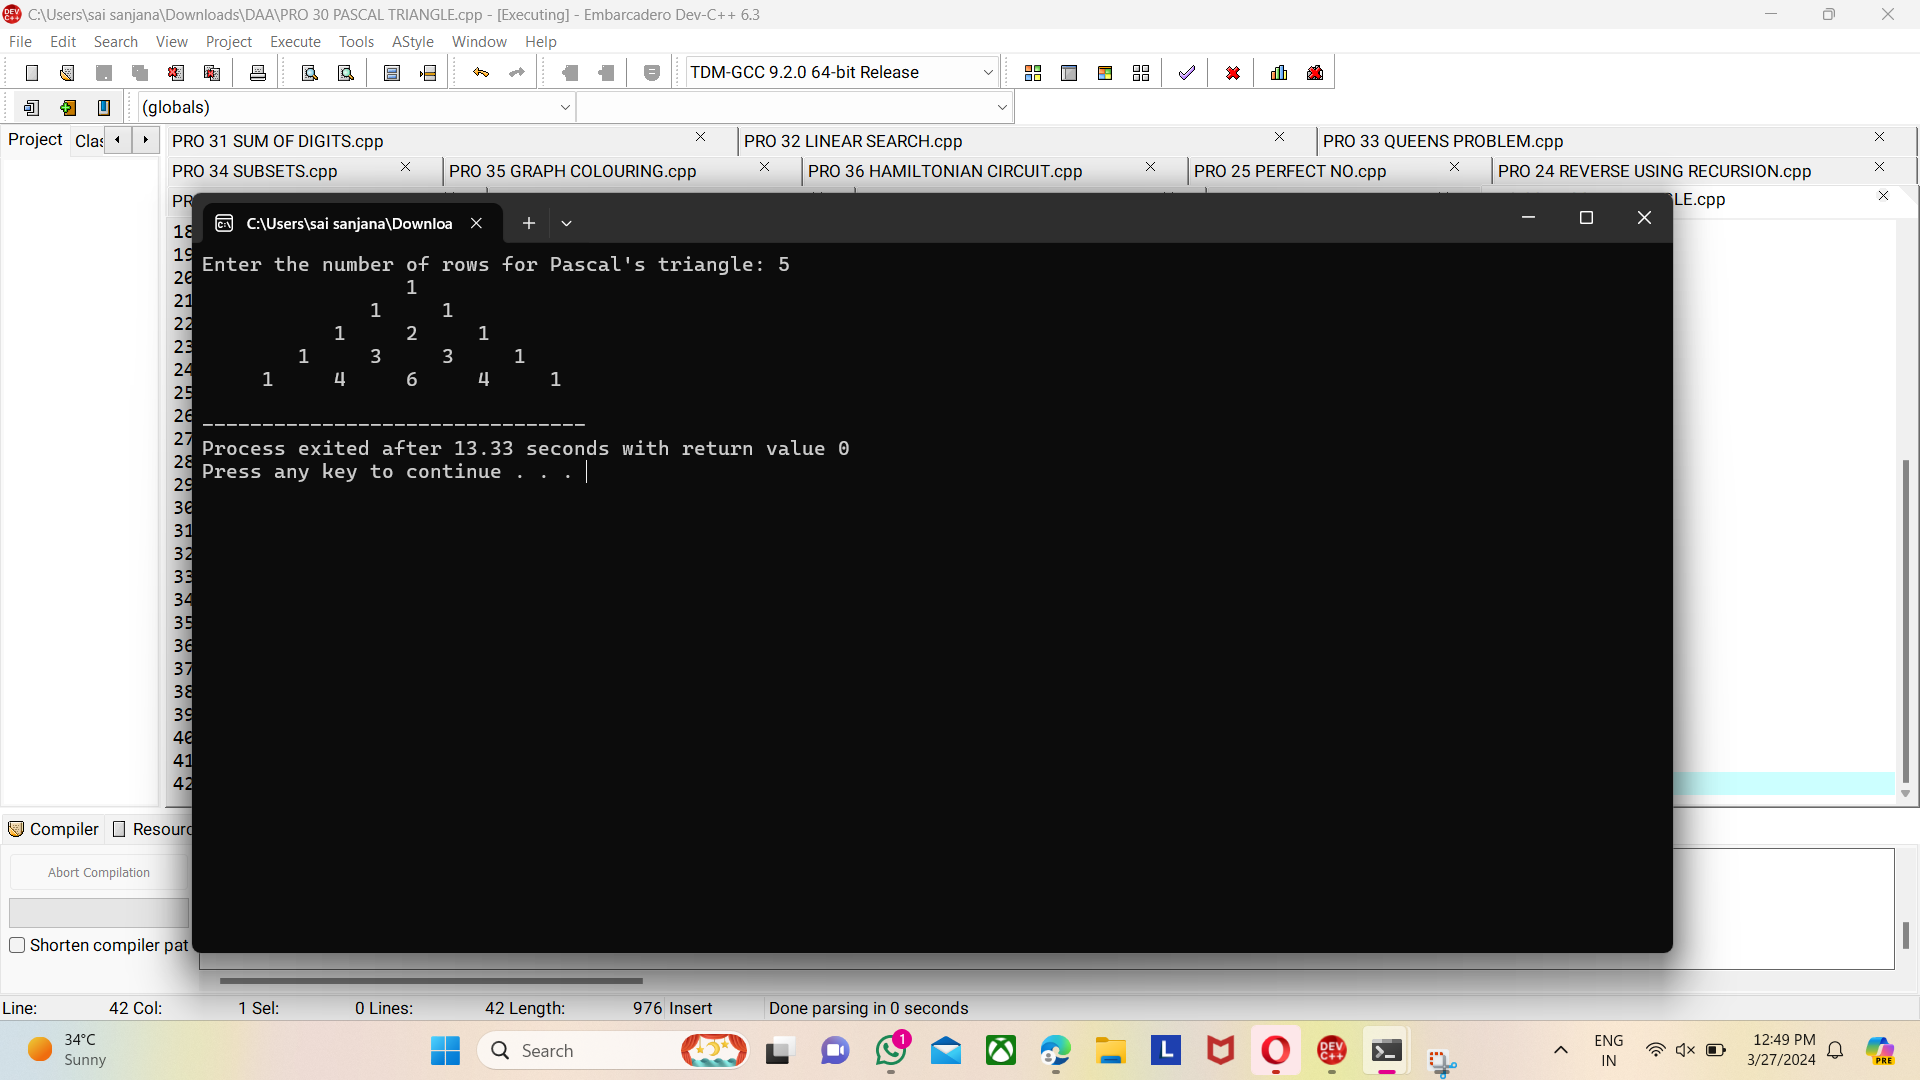 C:\Users\sai sanjana\Downloads\DAA\PRO 30 PASCAL TRIANGLE.cpp - [Executing] - Embarcadero Dev-C++ 6.3
File Edit Search View Project Execute Tools AStyle Window Help
TDM-GCC 9.2.0 64-bit Release
(globals)
Project Clas PRO 31 SUM OF DIGITS.cpp PRO 32 LINEAR SEARCH.cpp PRO 33 QUEENS PROBLEM.cpp
PRO 34 SUBSETS.cpp PRO 35 GRAPH COLOURING.cpp PRO 36 HAMILTONIAN CIRCUIT.cpp PRO 25 PERFECT NO.cpp PRO 24 REVERSE USING RECURSION.cpp
PR LE.cpp
C:\Users\sai sanjana\Downloa
18
19
20
21
22
23
24
25
26
27
28
29
30
31
32
33
34
35
36
37
38
39
40
41
42
Enter the number of rows for Pascal's triangle: 5
1
1 1
1 2 1
1 3 3 1
1 4 6 4 1
--------------------------------
Process exited after 13.33 seconds with return value 0
Press any key to continue . . .
Compiler Resourc
Abort Compilation
Shorten compiler pat
Line: 42 Col: 1 Sel: 0 Lines: 42 Length: 976 Insert Done parsing in 0 seconds
34°C
Sunny
Search
1
L
DEV
C++
ENG
IN
12:49 PM
3/27/2024
PRE